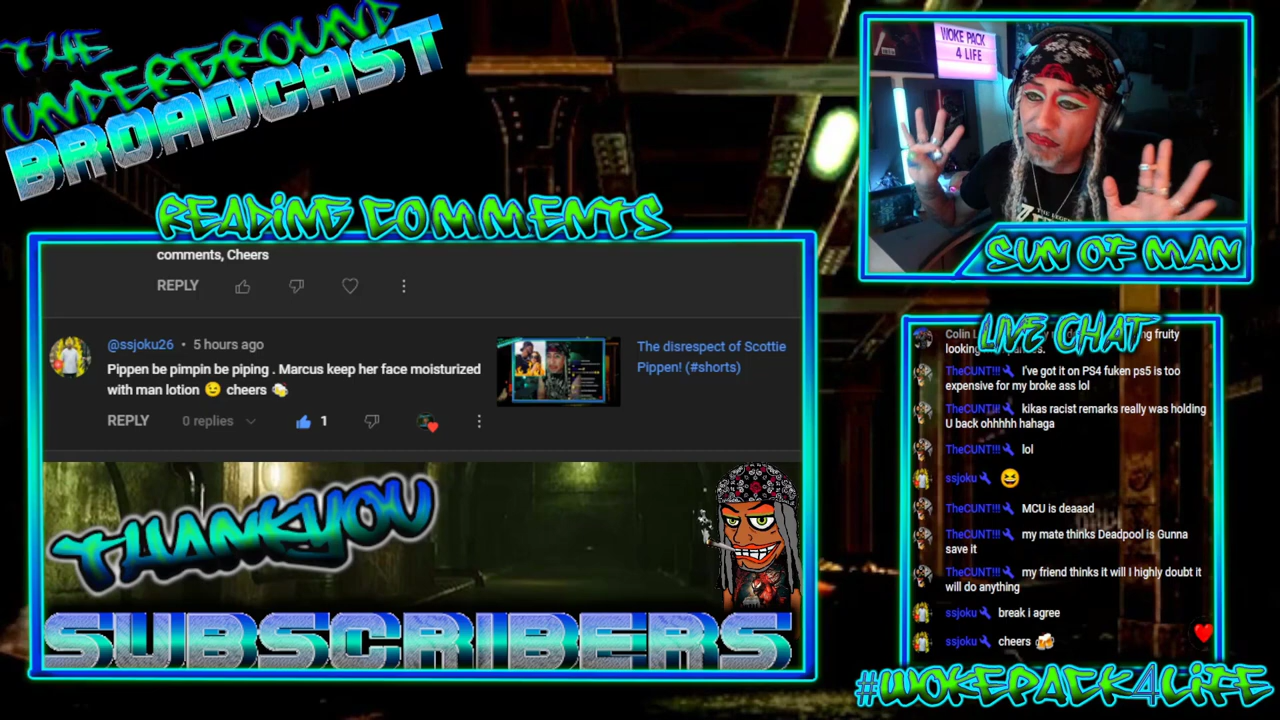 THE
UNDERGROUND
BROADCAST
READING COMMENTS
comments, Cheers
REPLY
@ssjoku26 • 5 hours ago
Pippen be pimpin be piping . Marcus keep her face moisturized
with man lotion 😉 cheers 🍻
REPLY 0 replies 1
The disrespect of Scottie
Pippen! (#shorts)
THANKYOU
SUBSCRIBERS
WOKE PACK
4 LIFE
SUN OF MAN
LIVE CHAT
Colin fruity
looking
TheCUNT!!! I've got it on PS4 fuken ps5 is too
expensive for my broke ass lol
TheCUNT!!! kikas racist remarks really was holding
U back ohhhhh hahaga
TheCUNT!!! lol
ssjoku 😆
TheCUNT!!! MCU is deaaad
TheCUNT!!! my mate thinks Deadpool is Gunna
save it
TheCUNT!!! my friend thinks it will I highly doubt it
will do anything
ssjoku break i agree
ssjoku cheers 🍻
#WOKEPACK4LIFE